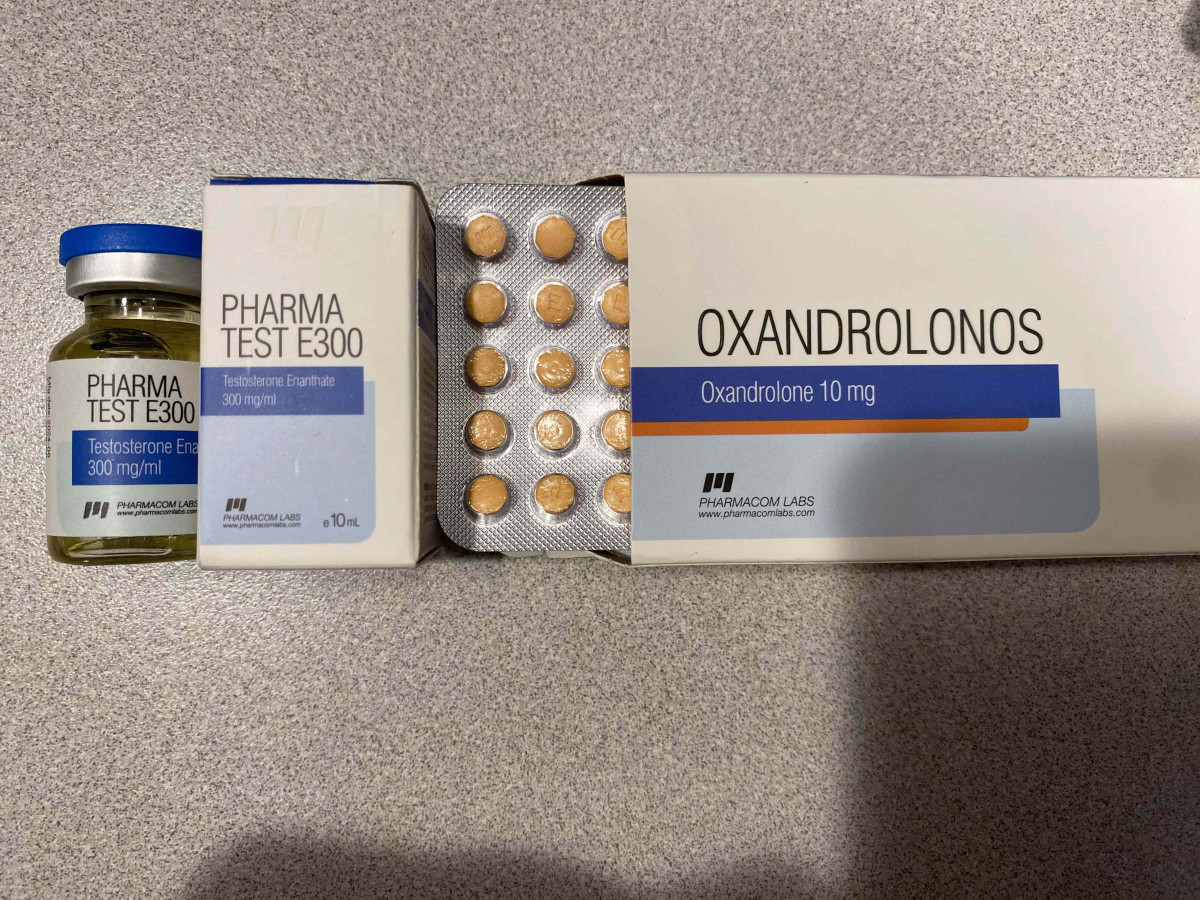 PHARMA
TEST E300
Testosterone Ena
300 mg/ml
PHARMACOM LABS
www.pharmacomlabs.com
PHARMA
TEST E300
Testosterone Enanthate
300 mg/ml
PHARMACOM LABS
www.pharmacomlabs.com
e 10 mL
OXANDROLONOS
Oxandrolone 10 mg
PHARMACOM LABS
www.pharmacomlabs.com